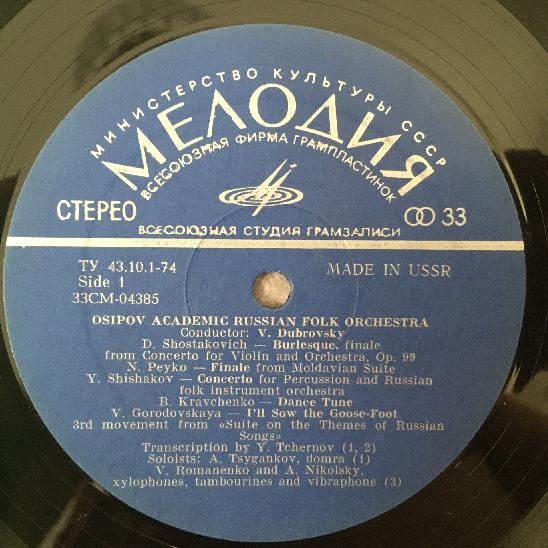 МИНИСТЕРСТВО КУЛЬТУРЫ СССР
МЕЛОДИЯ
ВСЕСОЮЗНАЯ ФИРМА ГРАМПЛАСТИНОК
СТЕРЕО
33
ВСЕСОЮЗНАЯ СТУДИЯ ГРАМЗАПИСИ
ТУ 43.10.1-74
MADE IN USSR
Side 1
33СМ-04385
OSIPOV ACADEMIC RUSSIAN FOLK ORCHESTRA
Conductor: V. Dubrovsky
D. Shostakovich — Burlesque, finale
from Concerto for Violin and Orchestra, Op. 99
N. Peyko — Finale from Moldavian Suite
Y. Shishakov — Concerto for Percussion and Russian
folk instrument orchestra
B. Kravchenko — Dance Tune
V. Gorodovskaya — I'll Sow the Goose-Foot
3rd movement from «Suite on the Themes of Russian
Songs»
Transcription by Y. Tchernov (1, 2)
Soloists: A. Tsygankov, domra (1)
V. Romanenko and A. Nikolsky,
xylophones, tambourines and vibraphone (3)